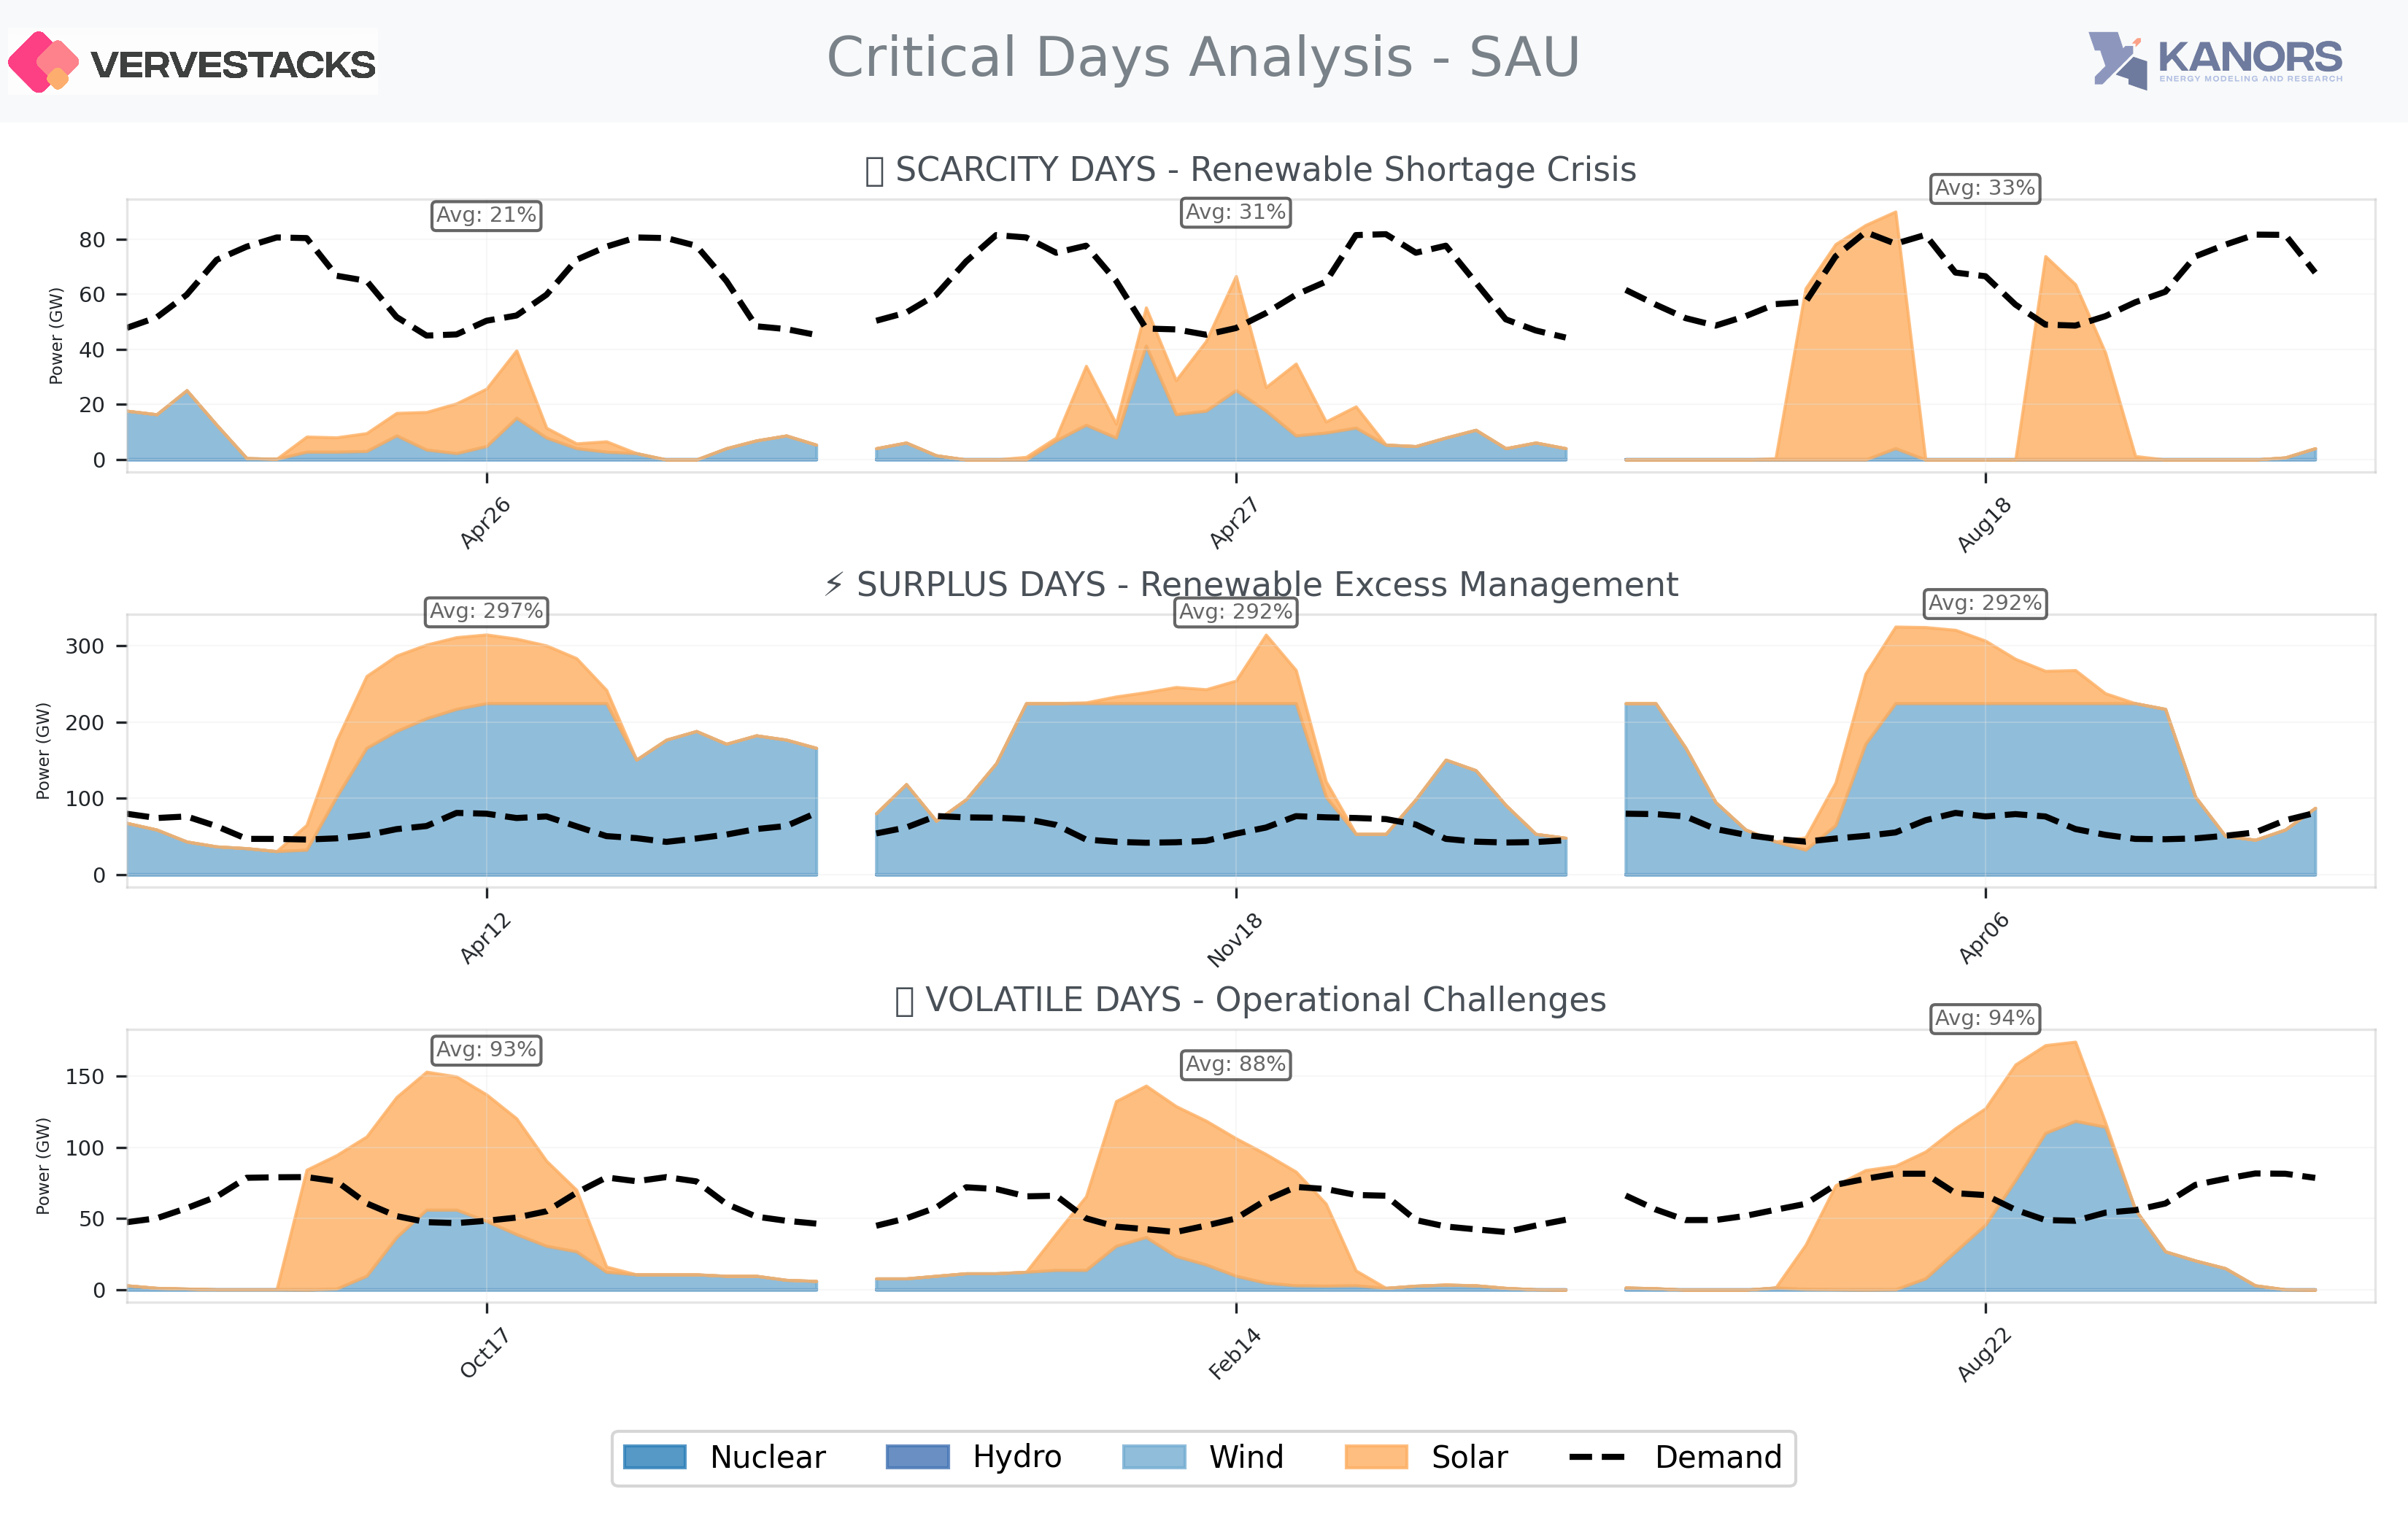 VERVESTACKS
Critical Days Analysis - SAU
KANORS
ENERGY MODELING AND RESEARCH
SCARCITY DAYS - Renewable Shortage Crisis
Avg: 21%
Avg: 31%
Avg: 33%
Power (GW)
80
60
40
20
0
Apr26
Apr27
Aug18
⚡ SURPLUS DAYS - Renewable Excess Management
Avg: 297%
Avg: 292%
Avg: 292%
Power (GW)
300
200
100
0
Apr12
Nov18
Apr06
VOLATILE DAYS - Operational Challenges
Avg: 93%
Avg: 88%
Avg: 94%
Power (GW)
150
100
50
0
Oct17
Feb14
Aug22
Nuclear Hydro Wind Solar Demand